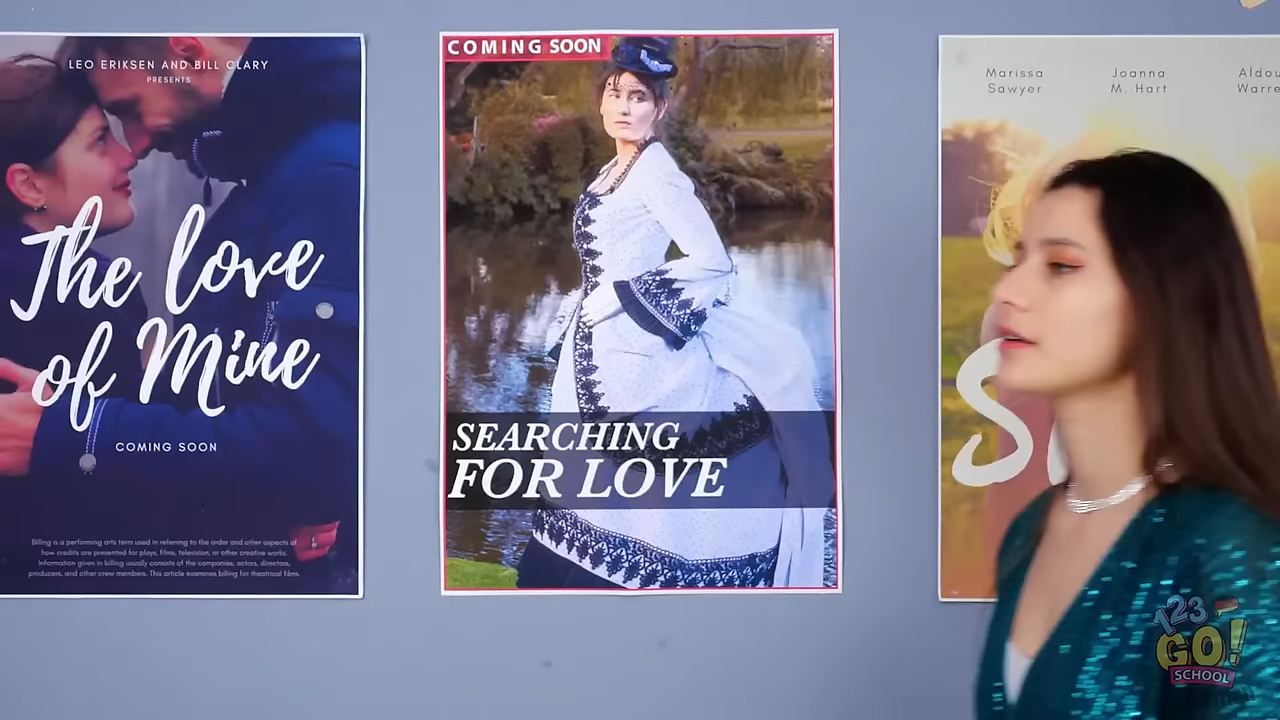 LEO ERIKSEN AND BILL CLARY
PRESENTS
The love
of Mine
COMING SOON
Billing is a performing arts term used in referring to the order and other aspects of
how credits are presented for plays, films, television, or other creative works.
Information given in billing usually consists of the companies, actors, directors,
producers, and other crew members. This article examines billing for theatrical films.
COMING SOON
SEARCHING
FOR LOVE
Marissa
Sawyer
Joanna
M. Hart
Aldou
Warre
S
123
GO!
SCHOOL